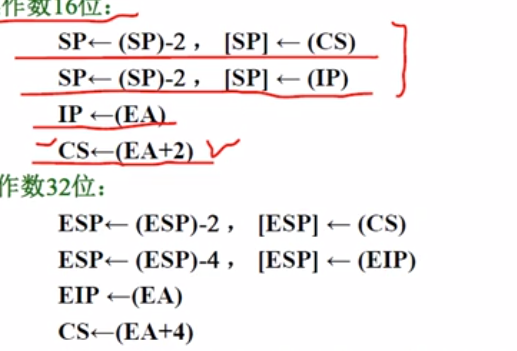 作数16位：
SP← (SP)-2 ， [SP] ← (CS)
SP← (SP)-2 ， [SP] ← (IP)
IP ←(EA)
CS←(EA+2)
作数32位：
ESP← (ESP)-2 ， [ESP] ← (CS)
ESP← (ESP)-4 ， [ESP] ← (EIP)
EIP ←(EA)
CS←(EA+4)